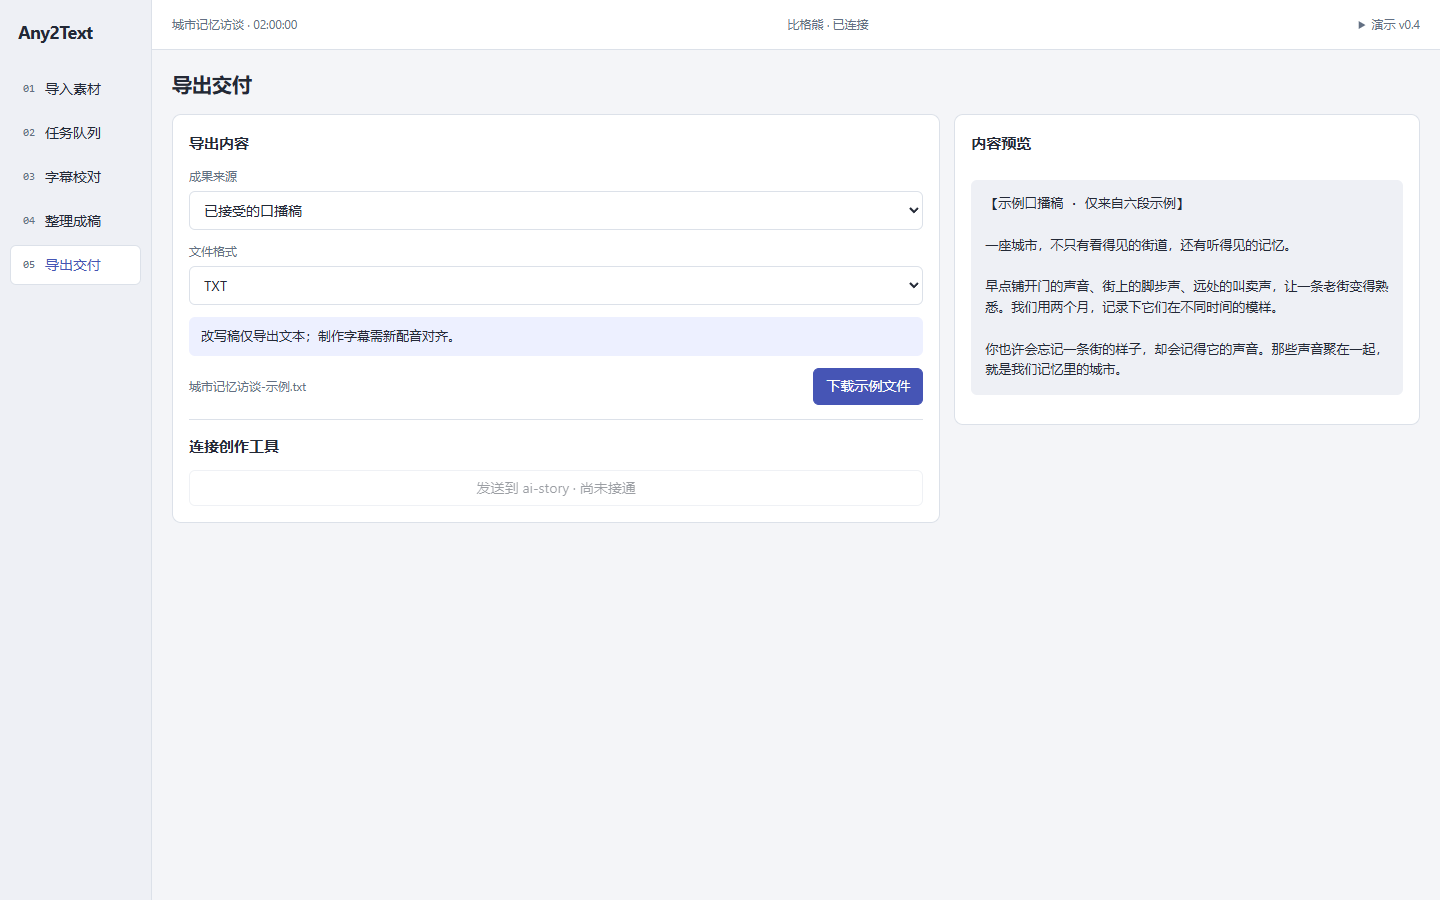 Any2Text
01 导入素材
02 任务队列
03 字幕校对
04 整理成稿
05 导出交付
城市记忆访谈 · 02:00:00
比格熊 · 已连接
▶ 演示 v0.4
导出交付
导出内容
成果来源
已接受的口播稿
文件格式
TXT
改写稿仅导出文本；制作字幕需新配音对齐。
城市记忆访谈-示例.txt
下载示例文件
连接创作工具
发送到 ai-story · 尚未接通
内容预览
【示例口播稿 · 仅来自六段示例】
一座城市，不只有看得见的街道，还有听得见的记忆。
早点铺开门的声音、街上的脚步声、远处的叫卖声，让一条老街变得熟
悉。我们用两个月，记录下它们在不同时间的模样。
你也许会忘记一条街的样子，却会记得它的声音。那些声音聚在一起，
就是我们记忆里的城市。